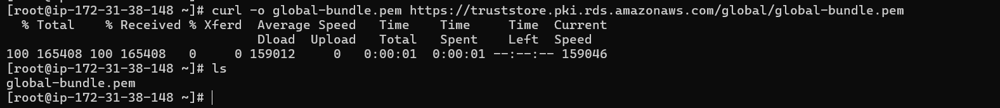 [root@ip-172-31-38-148 ~]# curl -o global-bundle.pem https://truststore.pki.rds.amazonaws.com/global/global-bundle.pem
  % Total    % Received % Xferd  Average Speed   Time    Time     Time  Current
                                 Dload  Upload   Total   Spent    Left  Speed
100 165408 100 165408   0     0 159012     0   0:00:01  0:00:01 --:--:-- 159046
[root@ip-172-31-38-148 ~]# ls
global-bundle.pem
[root@ip-172-31-38-148 ~]#